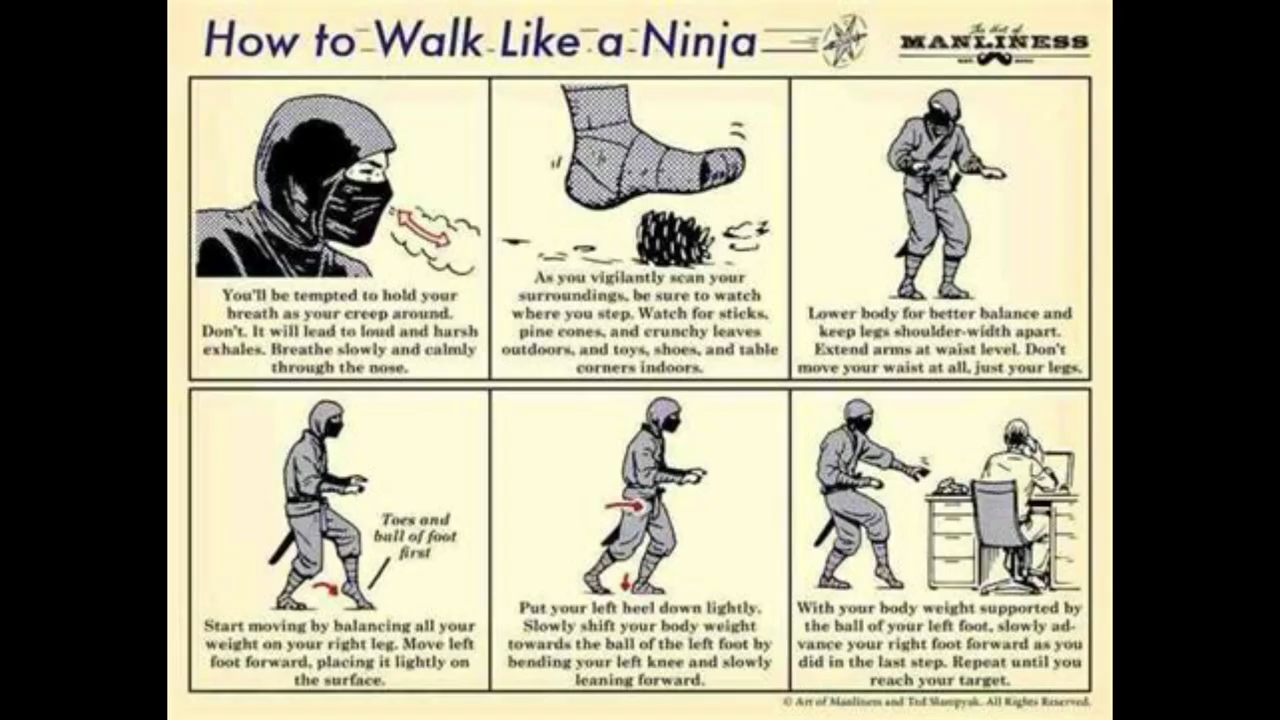 How to Walk Like a Ninja
The Art of
MANLINESS
You'll be tempted to hold your
breath as your creep around.
Don't. It will lead to loud and harsh
exhales. Breathe slowly and calmly
through the nose.
As you vigilantly scan your
surroundings, be sure to watch
where you step. Watch for sticks,
pine cones, and crunchy leaves
outdoors, and toys, shoes, and table
corners indoors.
Lower body for better balance and
keep legs shoulder-width apart.
Extend arms at waist level. Don't
move your waist at all, just your legs.
Toes and
ball of foot
first
Start moving by balancing all your
weight on your right leg. Move left
foot forward, placing it lightly on
the surface.
Put your left heel down lightly.
Slowly shift your body weight
towards the ball of the left foot by
bending your left knee and slowly
leaning forward.
With your body weight supported by
the ball of your left foot, slowly ad-
vance your right foot forward as you
did in the last step. Repeat until you
reach your target.
© Art of Manliness and Ted Slampyak. All Rights Reserved.